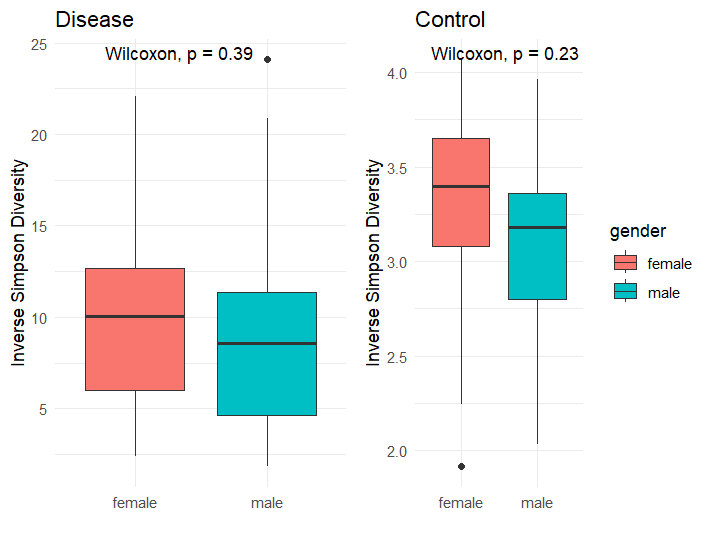 Disease
Wilcoxon, p = 0.39
Inverse Simpson Diversity
25
20
15
10
5
female
male
Control
Wilcoxon, p = 0.23
Inverse Simpson Diversity
4.0
3.5
3.0
2.5
2.0
female
male
gender
female
male